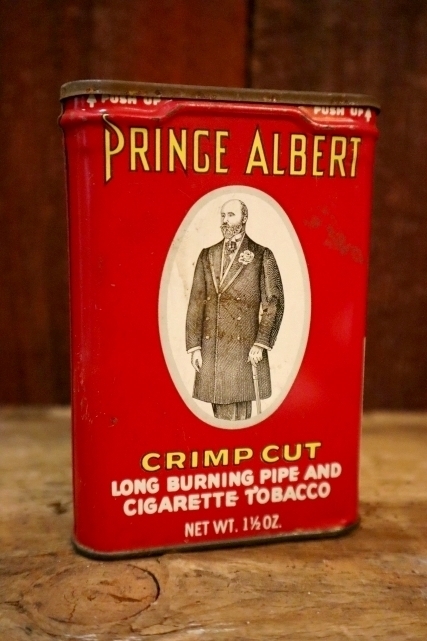 PUSH UP PUSH UP
PRINCE ALBERT
CRIMP CUT
LONG BURNING PIPE AND
CIGARETTE TOBACCO
NET WT. 1½ OZ.